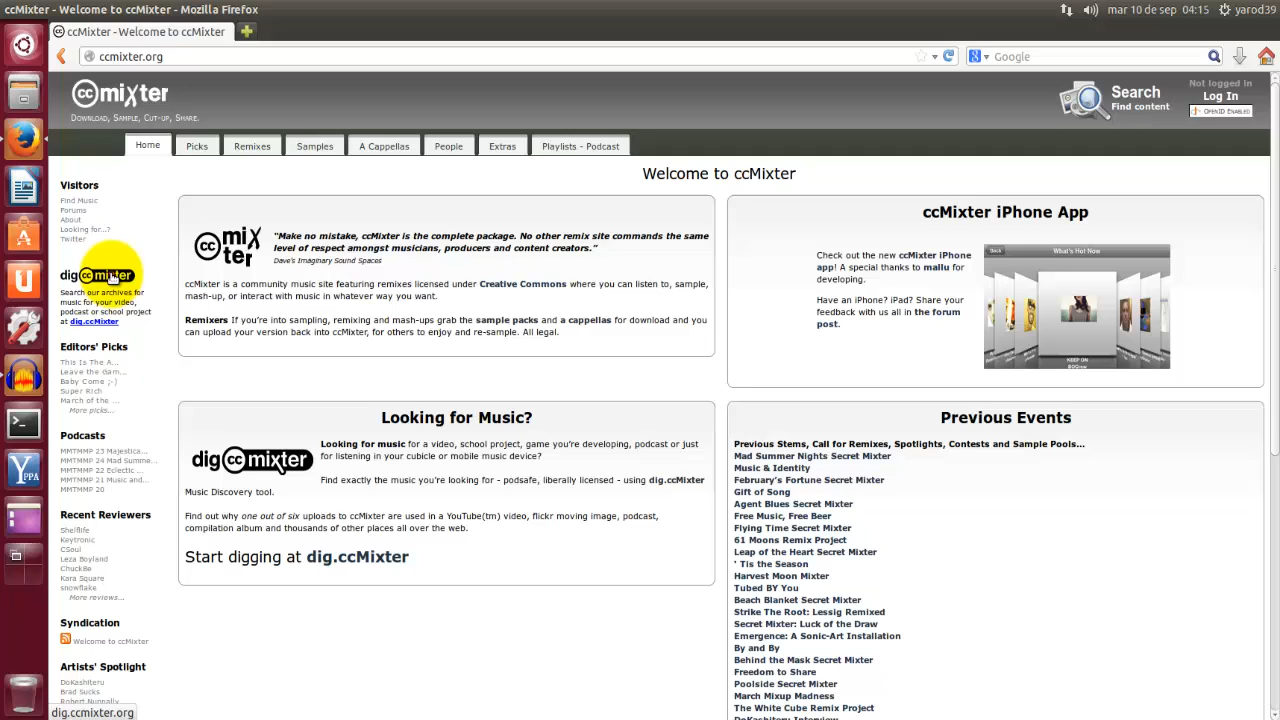 ccMixter - Welcome to ccMixter - Mozilla Firefox
mar 10 de sep 04:15 yarod39
ccMixter - Welcome to ccMixter
ccmixter.org
Google
cc mixter
Download, Sample, Cut-up, Share.
Search
Find content
Not logged in
Log In
OPENID ENABLED
Home Picks Remixes Samples A Cappellas People Extras Playlists - Podcast
Welcome to ccMixter
Visitors
Find Music
Forums
About
Looking for...?
Twitter
dig cc mixter
Search our archives for
music for your video,
podcast or school project
at dig.ccMixter
Editors' Picks
This Is The A...
Leave the Gam...
Baby Come ;-)
Super Rich
March of the ...
More picks...
Podcasts
MMTMMP 23 Majestica...
MMTMMP 24 Mad Summe...
MMTMMP 22 Eclectic ...
MMTMMP 21 Music and...
MMTMMP 20
Recent Reviewers
Shelflife
Keytronic
CSoul
Leza Boyland
ChuckBe
Kara Square
snowflake
More reviews...
Syndication
Welcome to ccMixter
Artists' Spotlight
DoKashiteru
Brad Sucks
Robert Nunnally
dig.ccmixter.org
cc mixter
"Make no mistake, ccMixter is the complete package. No other remix site commands the same
level of respect amongst musicians, producers and content creators."
Dave's Imaginary Sound Spaces
ccMixter is a community music site featuring remixes licensed under Creative Commons where you can listen to, sample,
mash-up, or interact with music in whatever way you want.
Remixers If you're into sampling, remixing and mash-ups grab the sample packs and a cappellas for download and you
can upload your version back into ccMixter, for others to enjoy and re-sample. All legal.
ccMixter iPhone App
Check out the new ccMixter iPhone
app! A special thanks to mallu for
developing.
Have an iPhone? iPad? Share your
feedback with us all in the forum
post.
Back
What's Hot Now
KEEP ON
Looking for Music?
dig cc mixter
Looking for music for a video, school project, game you're developing, podcast or just
for listening in your cubicle or mobile music device?
Find exactly the music you're looking for - podsafe, liberally licensed - using dig.ccMixter
Music Discovery tool.
Find out why one out of six uploads to ccMixter are used in a YouTube(tm) video, flickr moving image, podcast,
compilation album and thousands of other places all over the web.
Start digging at dig.ccMixter
Previous Events
Previous Stems, Call for Remixes, Spotlights, Contests and Sample Pools...
Mad Summer Nights Secret Mixter
Music & Identity
February's Fortune Secret Mixter
Gift of Song
Agent Blues Secret Mixter
Free Music, Free Beer
Flying Time Secret Mixter
61 Moons Remix Project
Leap of the Heart Secret Mixter
' Tis the Season
Harvest Moon Mixter
Tubed BY You
Beach Blanket Secret Mixter
Strike The Root: Lessig Remixed
Secret Mixter: Luck of the Draw
Emergence: A Sonic-Art Installation
By and By
Behind the Mask Secret Mixter
Freedom to Share
Poolside Secret Mixter
March Mixup Madness
The White Cube Remix Project
DoKashiteru Interview